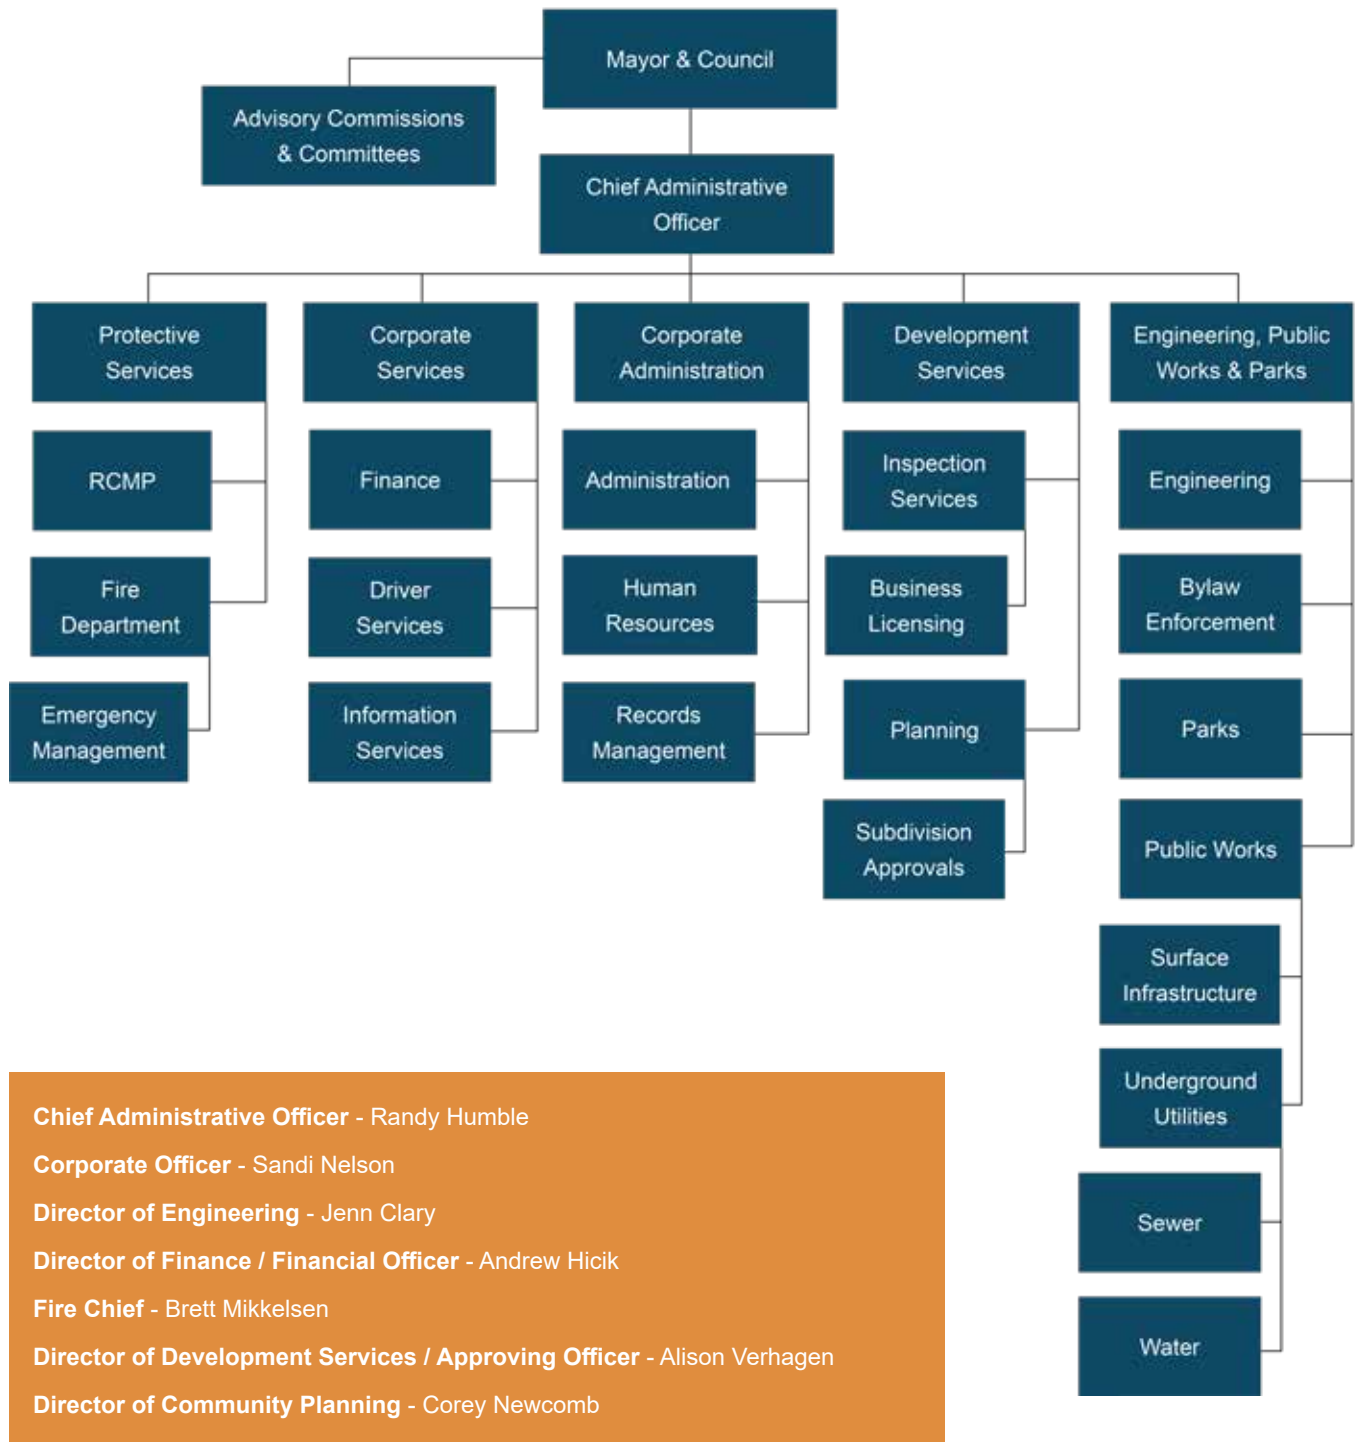 Mayor & Council
Advisory Commissions
& Committees
Chief Administrative
Officer
Protective
Services
Corporate
Services
Corporate
Administration
Development
Services
Engineering, Public
Works & Parks
RCMP
Finance
Administration
Inspection
Services
Engineering
Fire
Department
Driver
Services
Human
Resources
Business
Licensing
Bylaw
Enforcement
Emergency
Management
Information
Services
Records
Management
Planning
Parks
Subdivision
Approvals
Public Works
Surface
Infrastructure
Underground
Utilities
Sewer
Water
Chief Administrative Officer - Randy Humble
Corporate Officer - Sandi Nelson
Director of Engineering - Jenn Clary
Director of Finance / Financial Officer - Andrew Hicik
Fire Chief - Brett Mikkelsen
Director of Development Services / Approving Officer - Alison Verhagen
Director of Community Planning - Corey Newcomb